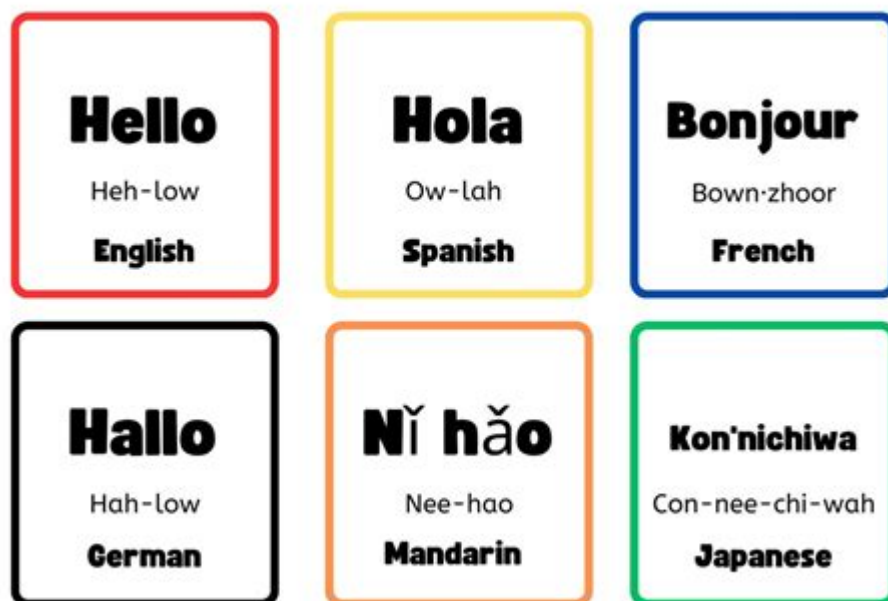 Hello
Heh-low
English
Hola
Ow-lah
Spanish
Bonjour
Bown·zhoor
French
Hallo
Hah-low
German
Nǐ hǎo
Nee-hao
Mandarin
Kon'nichiwa
Con-nee-chi-wah
Japanese